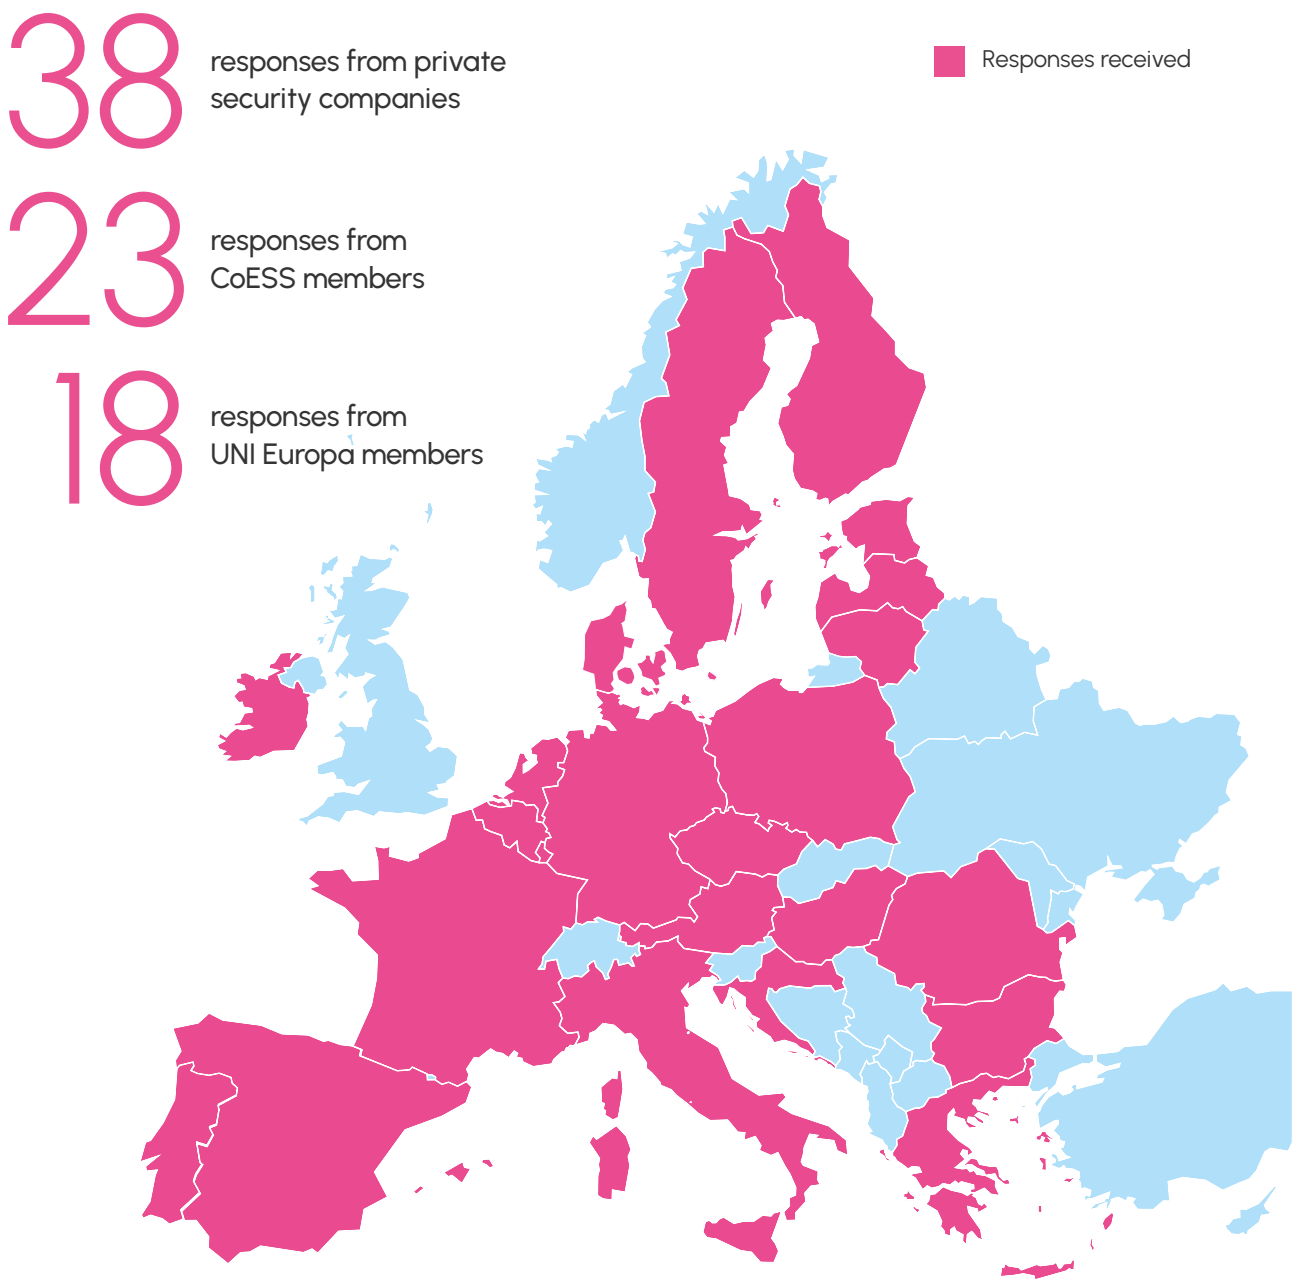 38
responses from private
security companies
Responses received
23
responses from
CoESS members
18
responses from
UNI Europa members